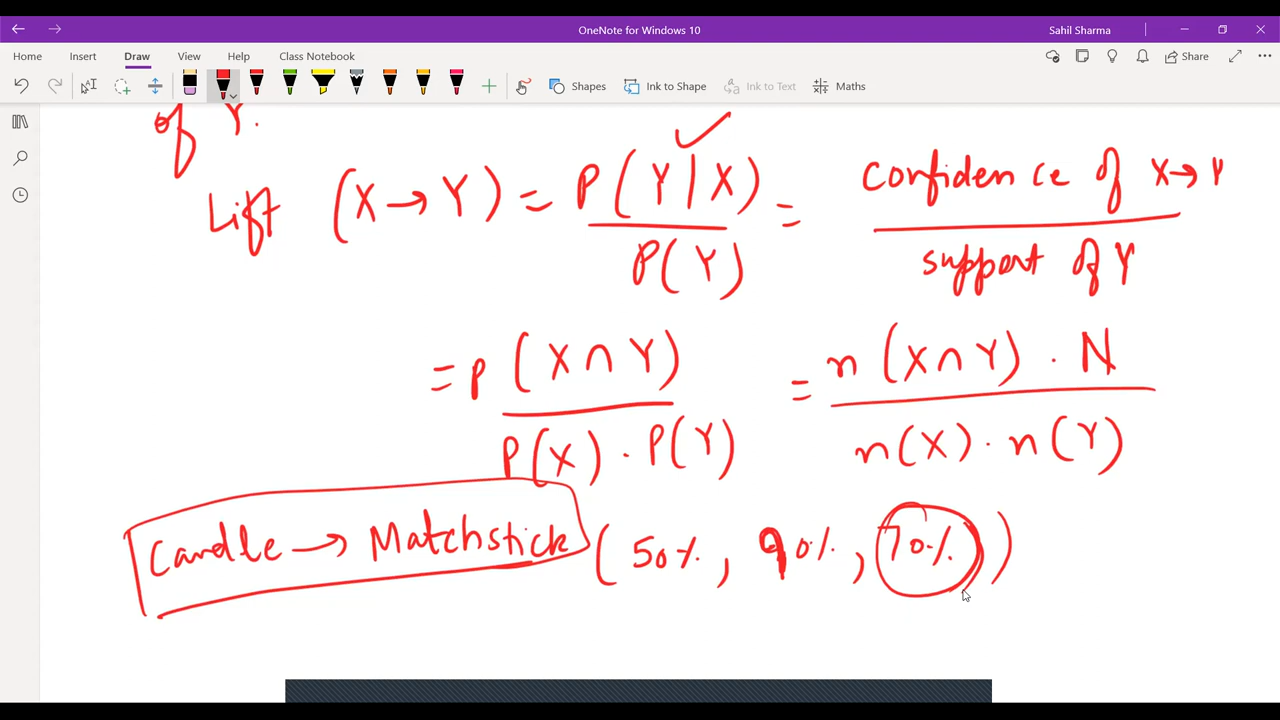 OneNote for Windows 10
Sahil Sharma
Home Insert Draw View Help Class Notebook Share
Shapes Ink to Shape Ink to Text Maths
of Y.
Lift (X → Y) = P(Y|X) / P(Y) = confidence of X→Y / support of Y
= P(X ∩ Y) / P(X) · P(Y) = n(X ∩ Y) · N / n(X) · n(Y)
Candle → Matchstick (50%, 90%, 70%)